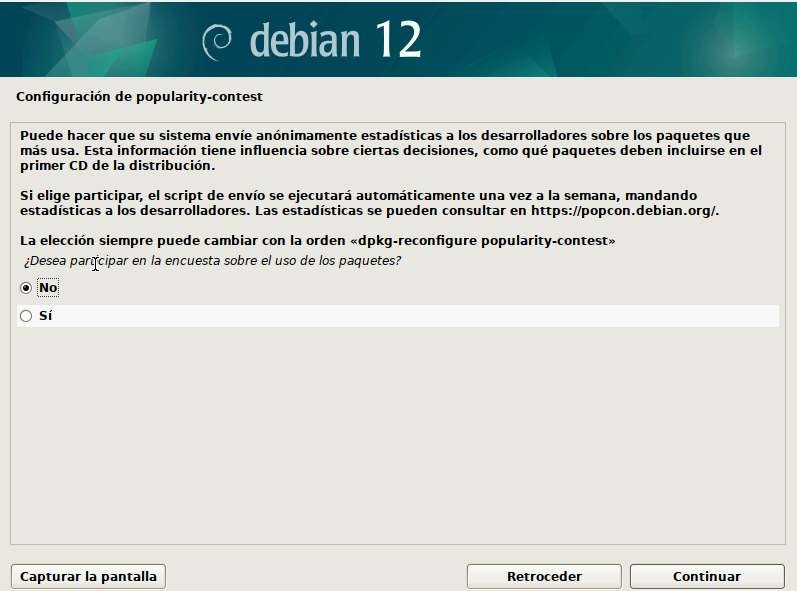 debian 12
Configuración de popularity-contest
Puede hacer que su sistema envíe anónimamente estadísticas a los desarrolladores sobre los paquetes que
más usa. Esta información tiene influencia sobre ciertas decisiones, como qué paquetes deben incluirse en el
primer CD de la distribución.
Si elige participar, el script de envío se ejecutará automáticamente una vez a la semana, mandando
estadísticas a los desarrolladores. Las estadísticas se pueden consultar en https://popcon.debian.org/.
La elección siempre puede cambiar con la orden «dpkg-reconfigure popularity-contest»
¿Desea participar en la encuesta sobre el uso de los paquetes?
No
Sí
Capturar la pantalla
Retroceder
Continuar